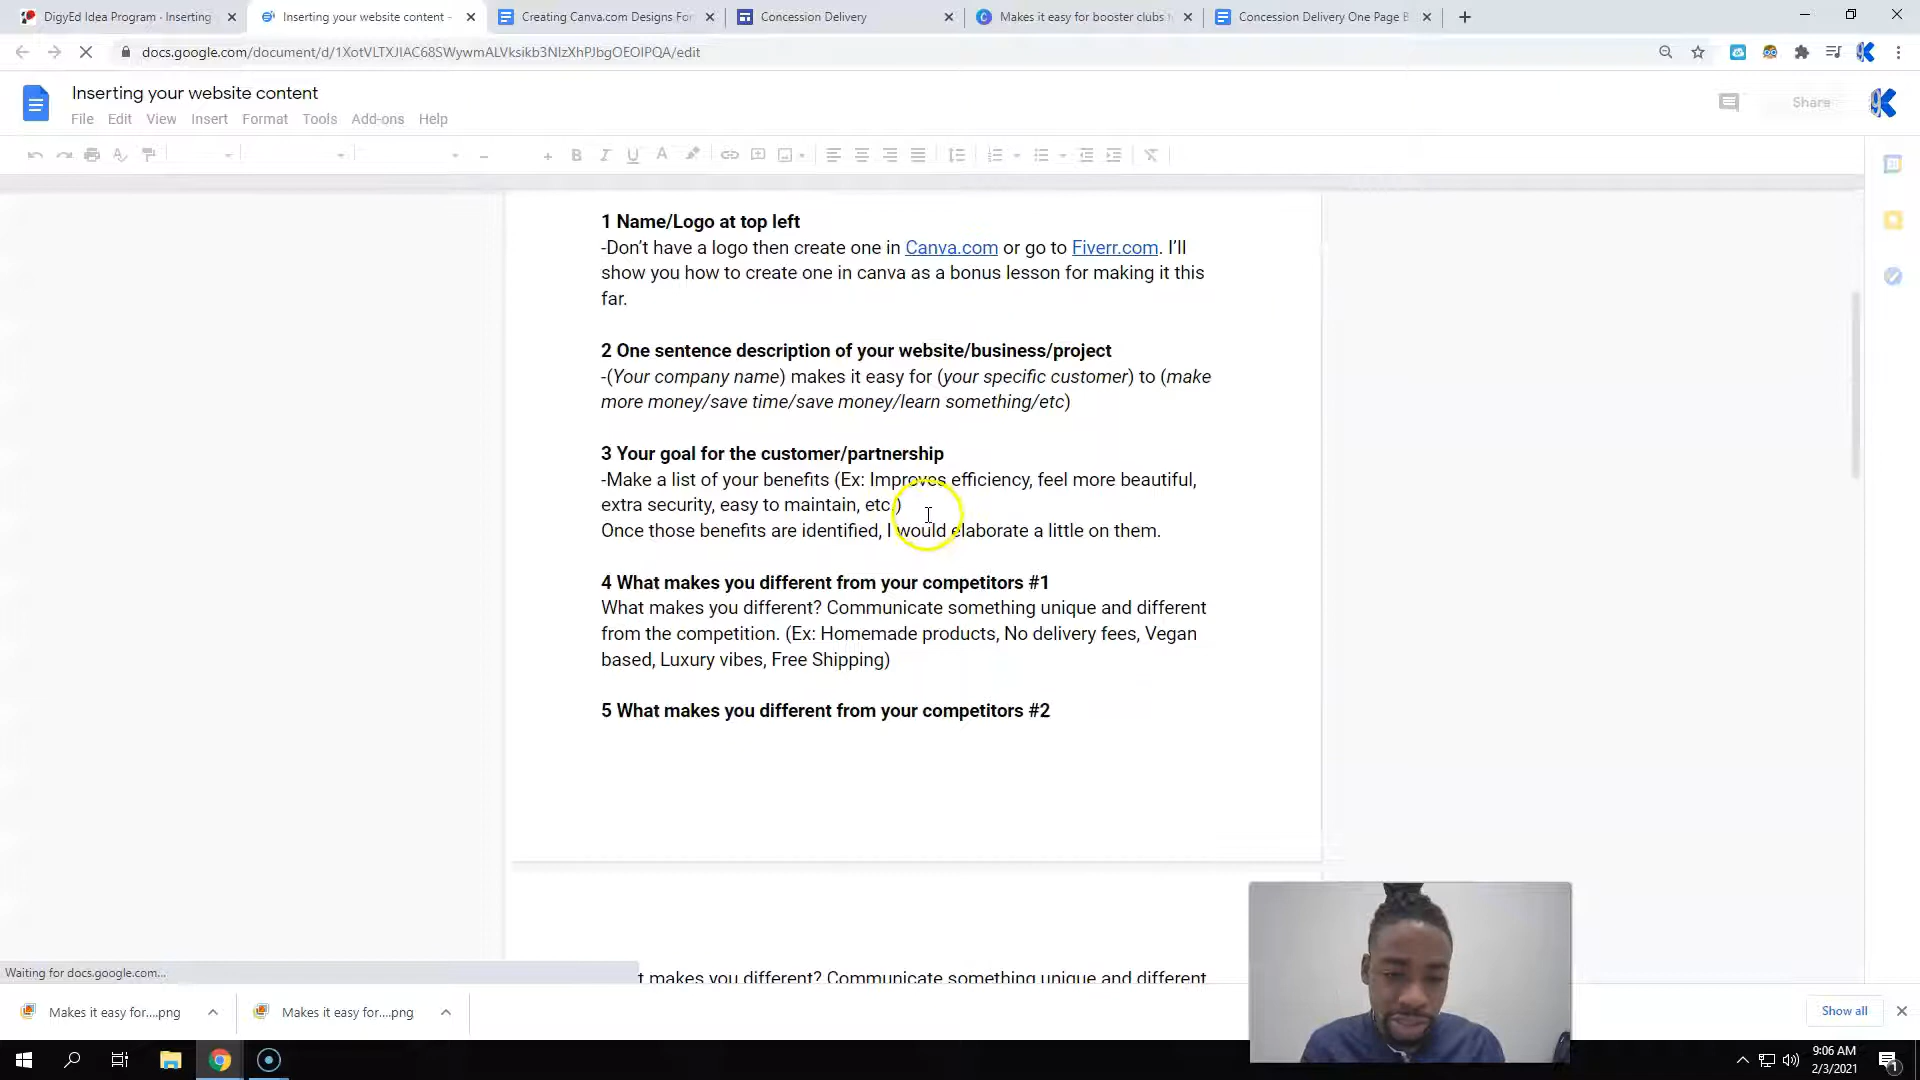 DigyEd Idea Program - Inserting
Inserting your website content -
Creating Canva.com Designs For
Concession Delivery
Makes it easy for booster clubs
Concession Delivery One Page B
docs.google.com/document/d/1XotVLTXJIAC68SWywmALVksikb3NIzXhPJbgOEOIPQA/edit
Inserting your website content
File Edit View Insert Format Tools Add-ons Help
Share
1 Name/Logo at top left
-Don't have a logo then create one in Canva.com or go to Fiverr.com. I'll
show you how to create one in canva as a bonus lesson for making it this
far.
2 One sentence description of your website/business/project
-(Your company name) makes it easy for (your specific customer) to (make
more money/save time/save money/learn something/etc)
3 Your goal for the customer/partnership
-Make a list of your benefits (Ex: Improves efficiency, feel more beautiful,
extra security, easy to maintain, etc.)
Once those benefits are identified, I would elaborate a little on them.
4 What makes you different from your competitors #1
What makes you different? Communicate something unique and different
from the competition. (Ex: Homemade products, No delivery fees, Vegan
based, Luxury vibes, Free Shipping)
5 What makes you different from your competitors #2
t makes you different? Communicate something unique and different
Waiting for docs.google.com...
Makes it easy for....png
Makes it easy for....png
Show all
9:06 AM
2/3/2021